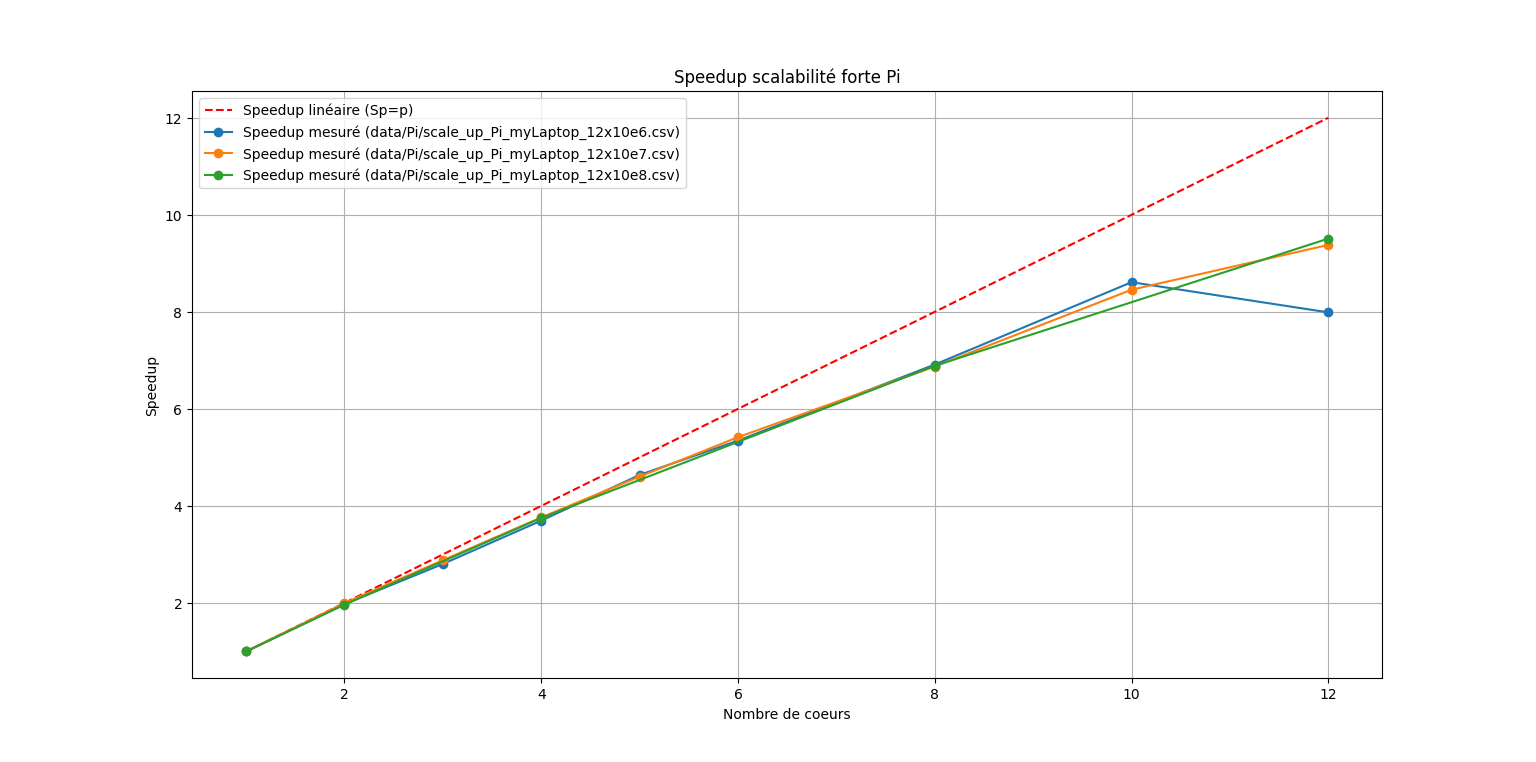 Speedup scalabilité forte Pi
Speedup linéaire (Sp=p)
Speedup mesuré (data/Pi/scale_up_Pi_myLaptop_12x10e6.csv)
Speedup mesuré (data/Pi/scale_up_Pi_myLaptop_12x10e7.csv)
Speedup mesuré (data/Pi/scale_up_Pi_myLaptop_12x10e8.csv)
12
10
8
6
4
2
Speedup
2 4 6 8 10 12
Nombre de coeurs